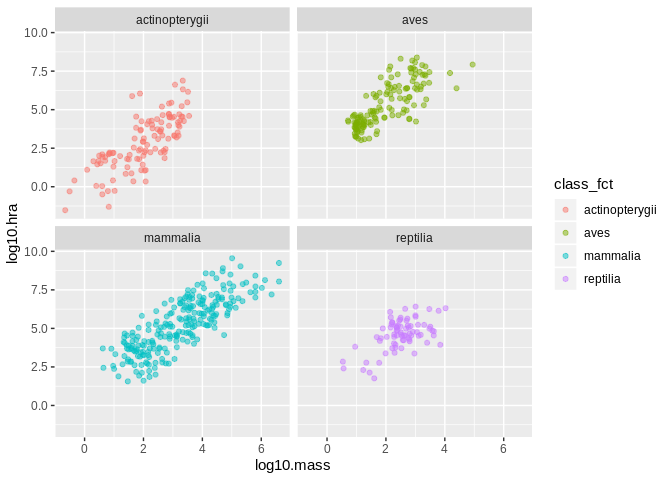 actinopterygii
aves
10.0
7.5
5.0
2.5
0.0
log10.hra
mammalia
reptilia
10.0
7.5
5.0
2.5
0.0
0 2 4 6
0 2 4 6
log10.mass
class_fct
actinopterygii
aves
mammalia
reptilia